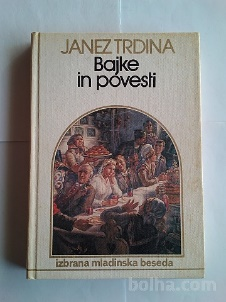 JANEZ TRDINA
Bajke
in povesti
izbrana mladinska beseda
bolha.com